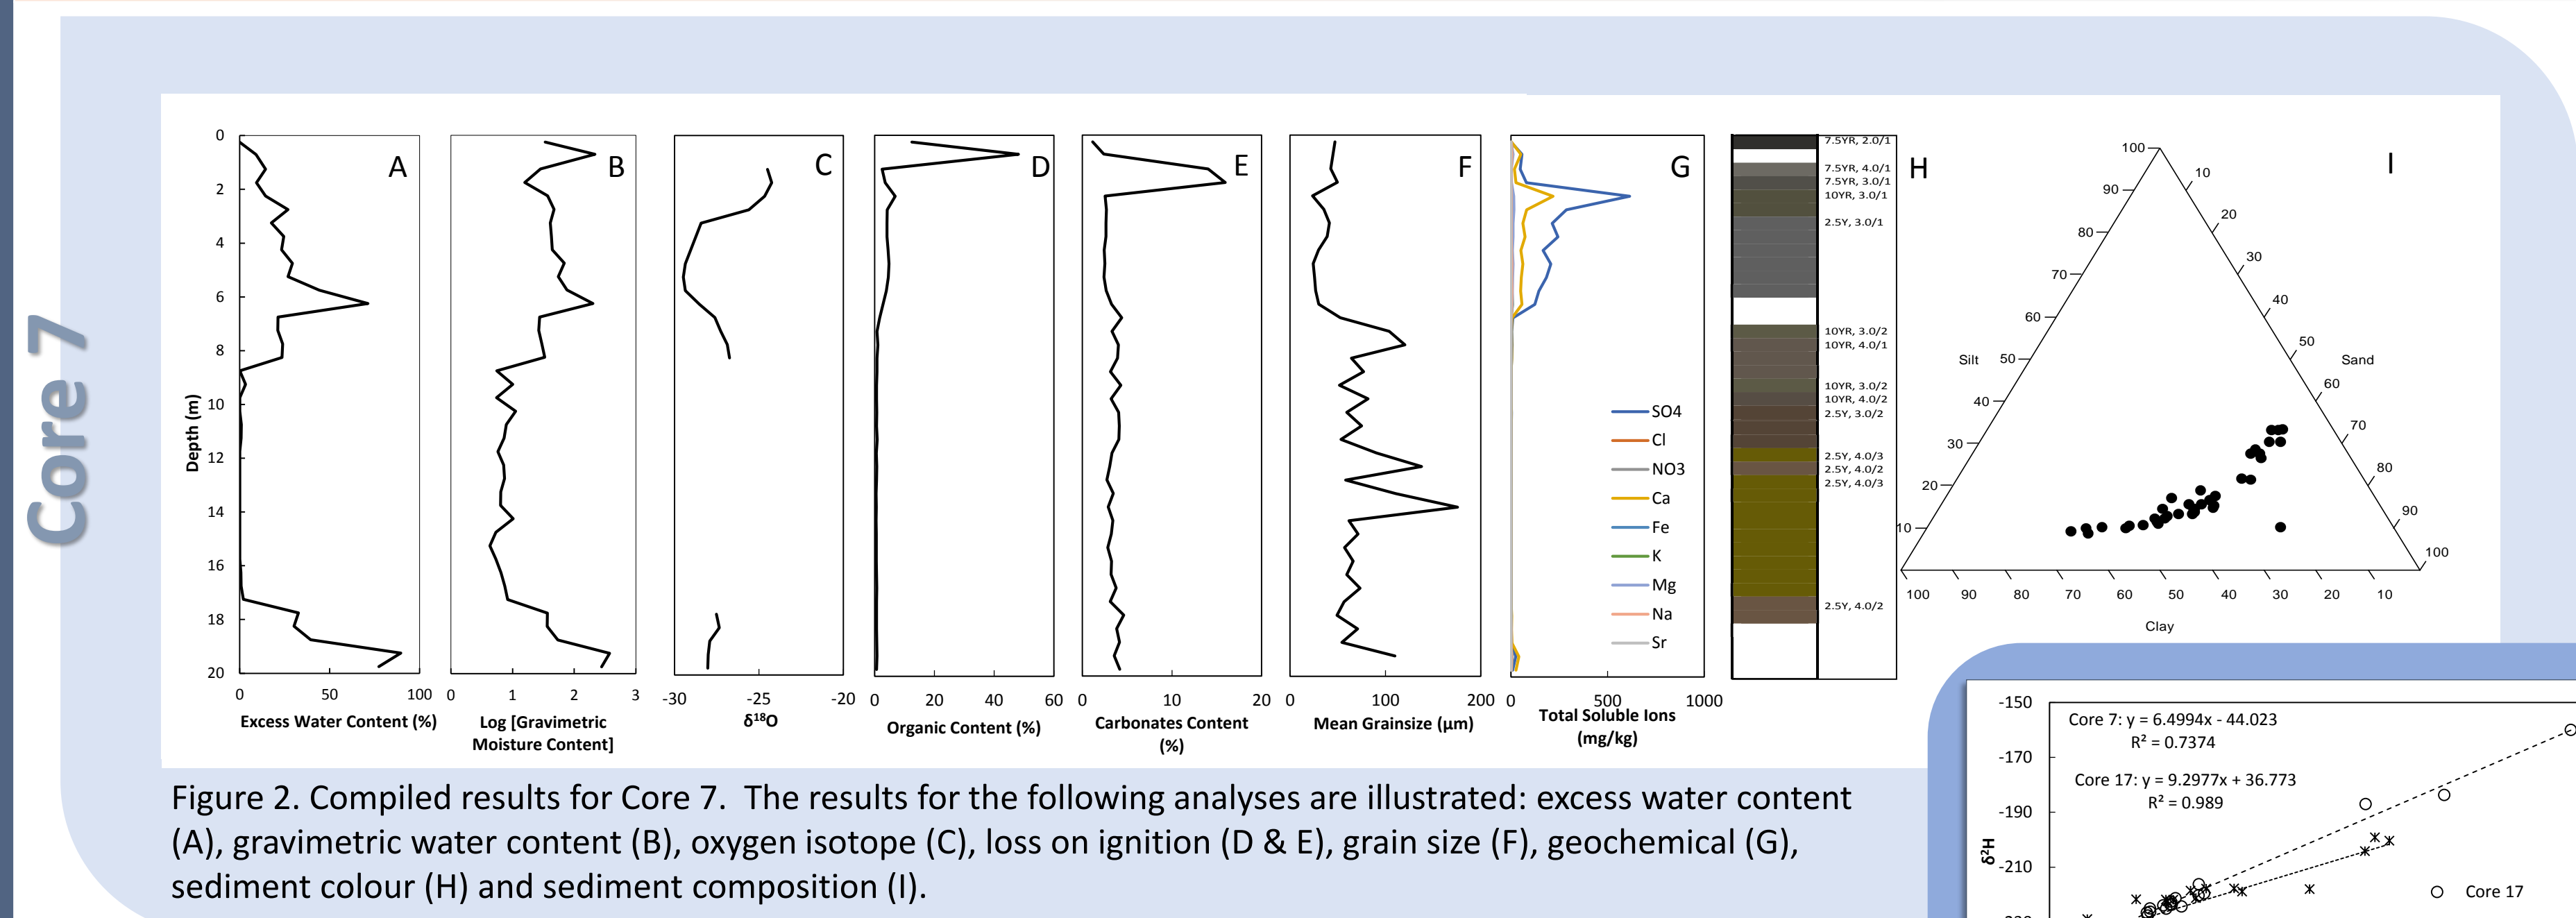 Core 7
0
2
4
6
8
10
12
14
16
18
20
Depth (m)
A
0 50 100
Excess Water Content (%)
B
0 1 2 3
Log [Gravimetric
Moisture Content]
C
-30 -25 -20
δ¹⁸O
D
0 20 40 60
Organic Content (%)
E
0 10 20
Carbonates Content
(%)
F
0 100 200
Mean Grainsize (µm)
G
SO4
Cl
NO3
Ca
Fe
K
Mg
Na
Sr
0 500 1000
Total Soluble Ions
(mg/kg)
H
7.5YR, 2.0/1
7.5YR, 4.0/1
7.5YR, 3.0/1
10YR, 3.0/1
2.5Y, 3.0/1
10YR, 3.0/2
10YR, 4.0/1
10YR, 3.0/2
10YR, 4.0/2
2.5Y, 3.0/2
2.5Y, 4.0/3
2.5Y, 4.0/2
2.5Y, 4.0/3
2.5Y, 4.0/2
I
100
90
80
70
60
50
40
30
20
10
Silt
10
20
30
40
50
60
70
80
90
100
Sand
100 90 80 70 60 50 40 30 20 10
Clay
Figure 2. Compiled results for Core 7. The results for the following analyses are illustrated: excess water content
(A), gravimetric water content (B), oxygen isotope (C), loss on ignition (D & E), grain size (F), geochemical (G),
sediment colour (H) and sediment composition (I).
-150
-170
-190
-210
δ²H
Core 7: y = 6.4994x - 44.023
R² = 0.7374
Core 17: y = 9.2977x + 36.773
R² = 0.989
Core 17